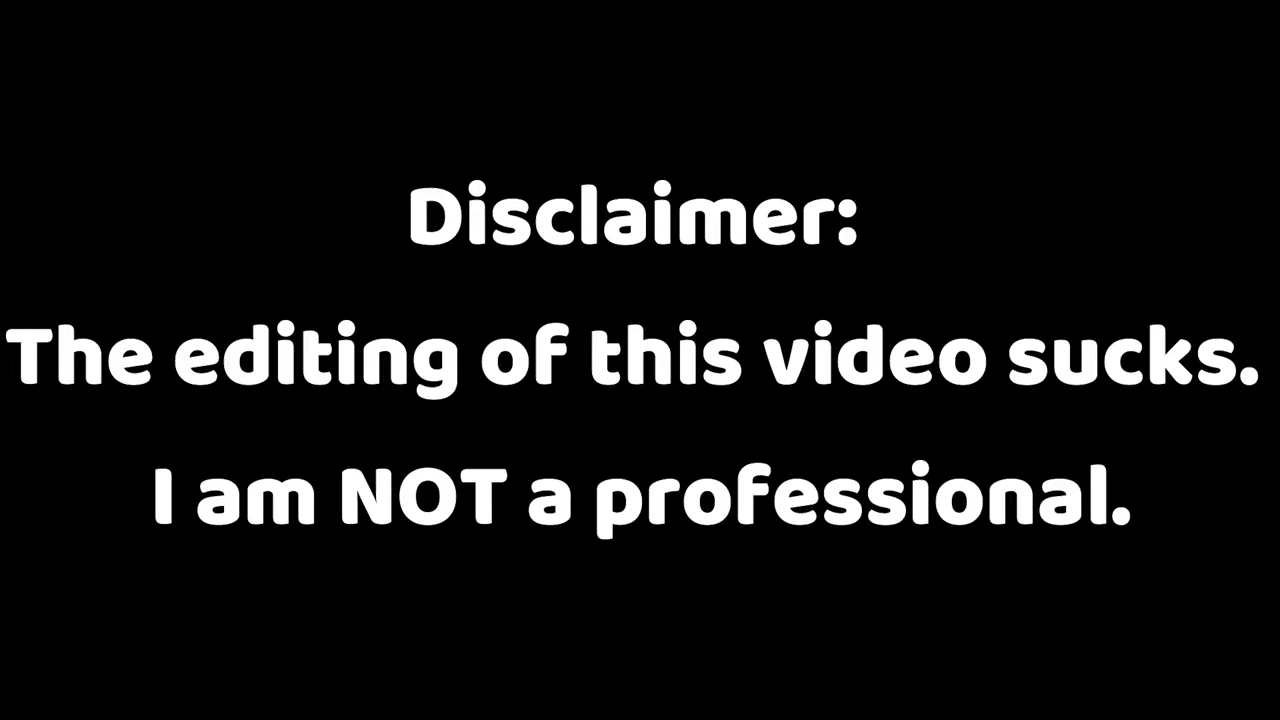 Disclaimer:
The editing of this video sucks.
I am NOT a professional.